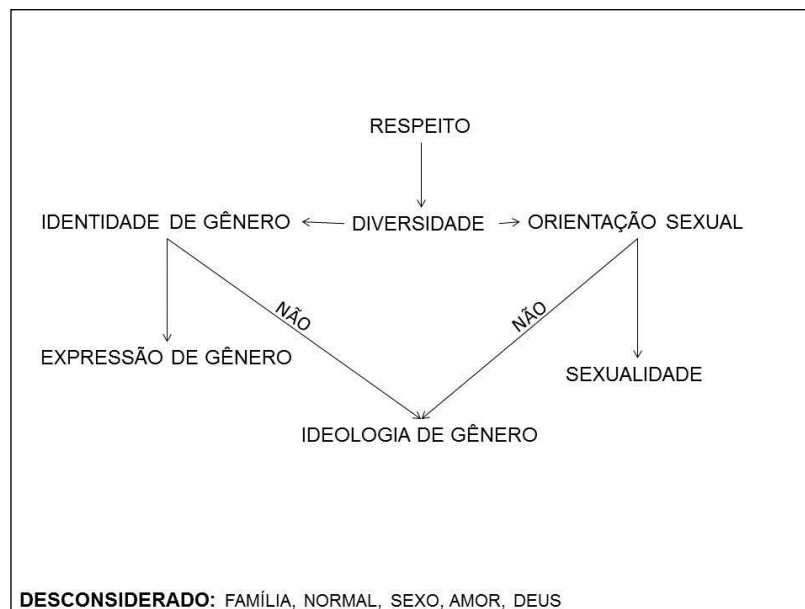 RESPEITO
IDENTIDADE DE GÊNERO DIVERSIDADE ORIENTAÇÃO SEXUAL
NÃO NÃO
EXPRESSÃO DE GÊNERO
SEXUALIDADE
IDEOLOGIA DE GÊNERO
DESCONSIDERADO: FAMÍLIA, NORMAL, SEXO, AMOR, DEUS